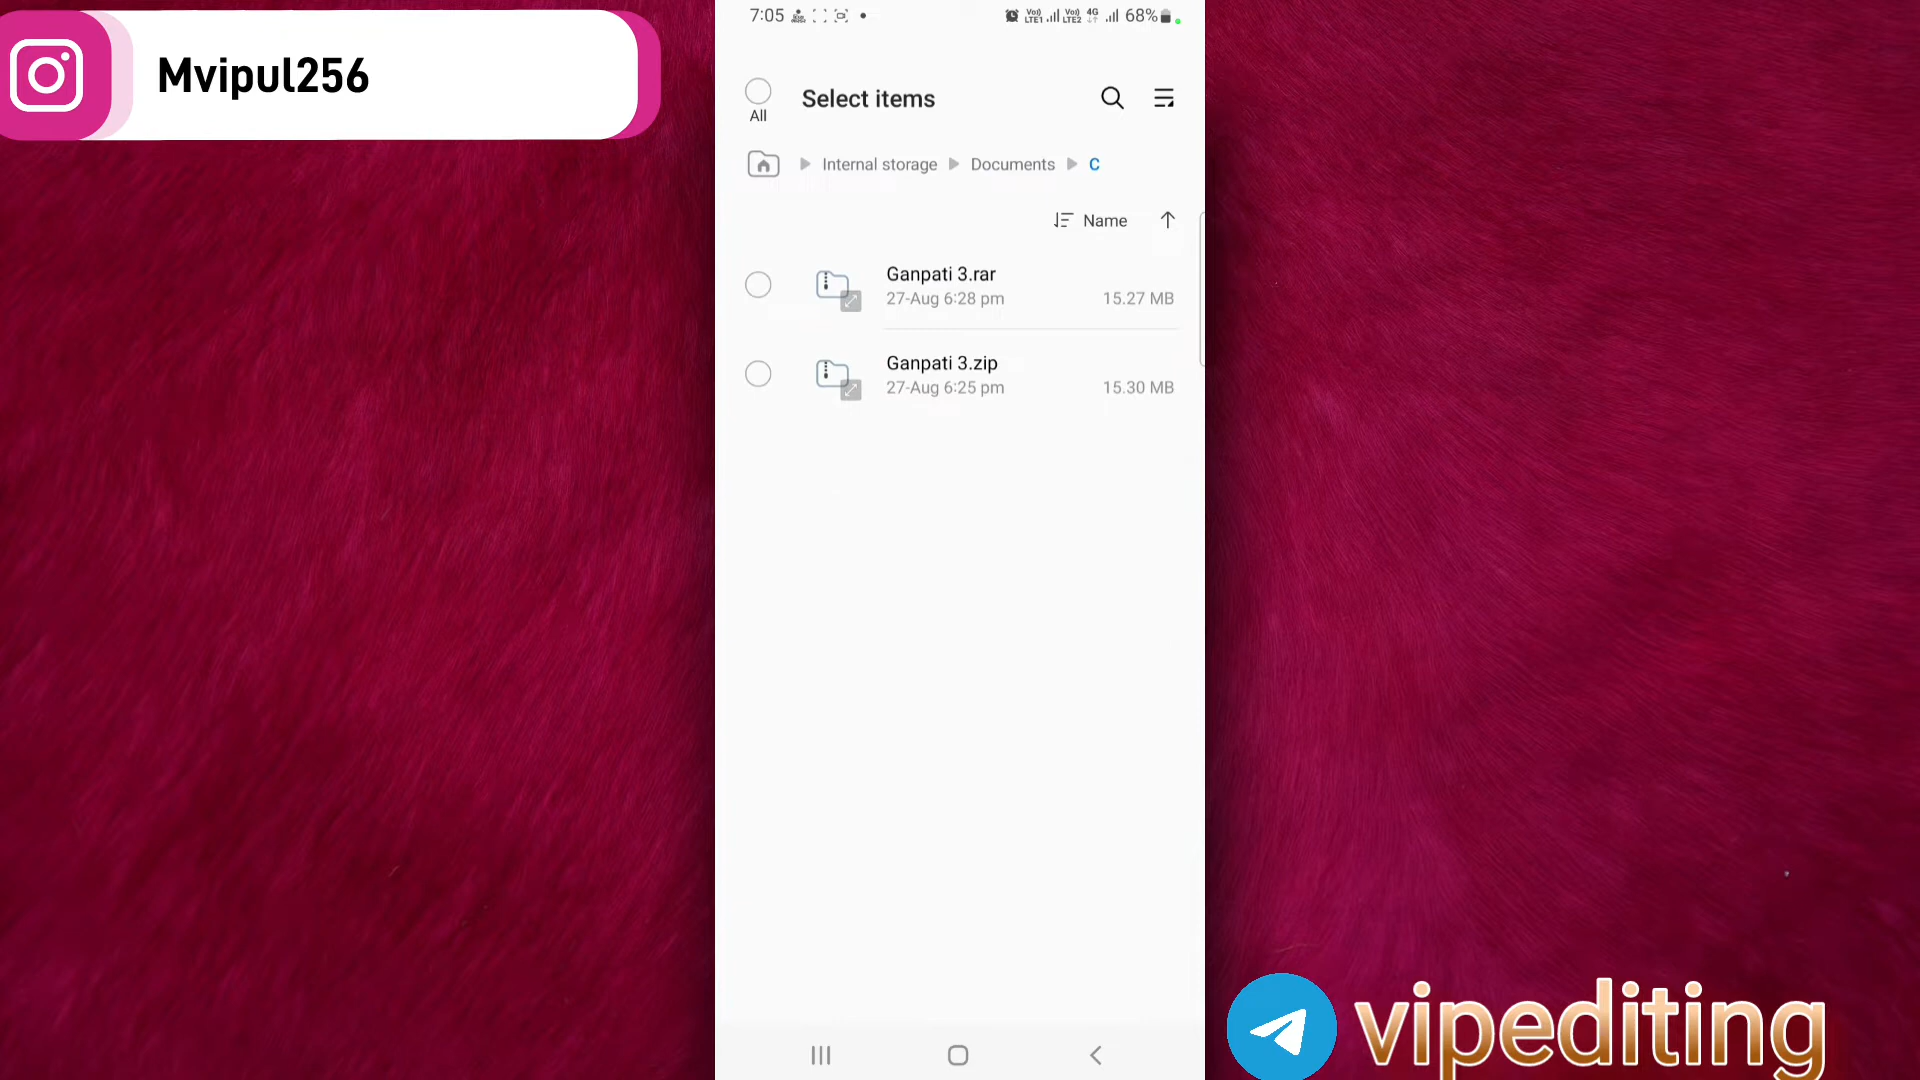 Mvipul256
7:05
68%
All
Select items
Internal storage
Documents
C
Name
Ganpati 3.rar
27-Aug 6:28 pm
15.27 MB
Ganpati 3.zip
27-Aug 6:25 pm
15.30 MB
vipediting